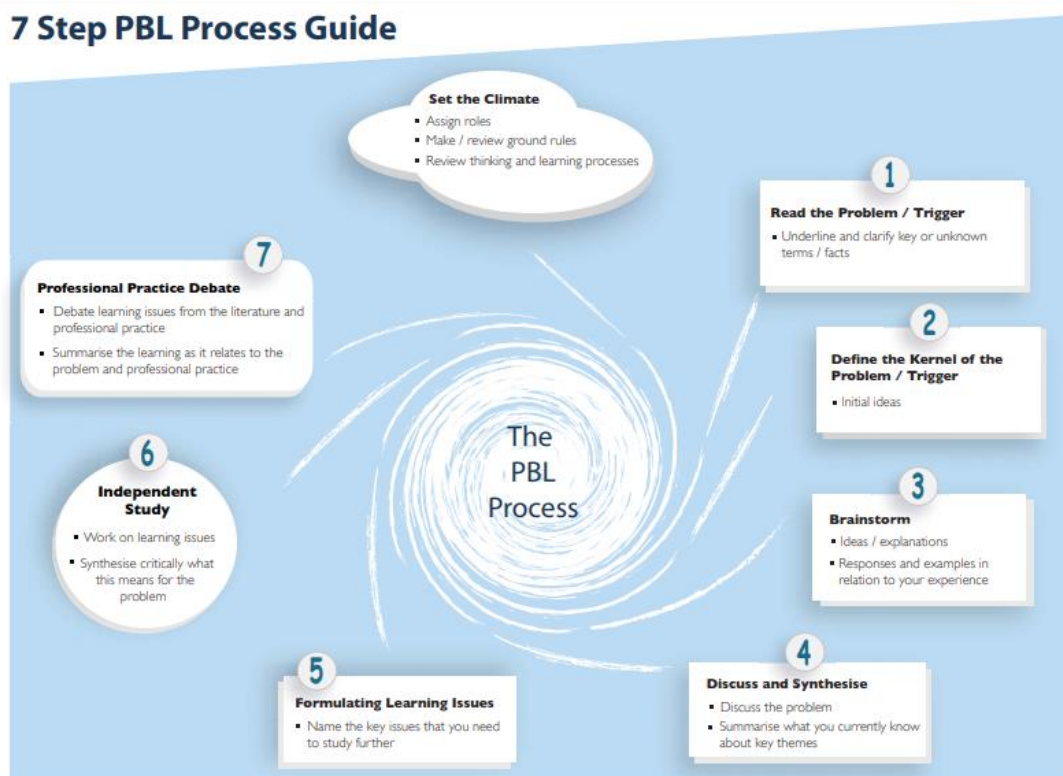 7 Step PBL Process Guide
Set the Climate
▪ Assign roles
▪ Make / review ground rules
▪ Review thinking and learning processes
1
Read the Problem / Trigger
▪ Underline and clarify key or unknown
terms / facts
2
Define the Kernel of the
Problem / Trigger
▪ Initial ideas
3
Brainstorm
▪ Ideas / explanations
▪ Responses and examples in
relation to your experience
4
Discuss and Synthesise
▪ Discuss the problem
▪ Summarise what you currently know
about key themes
5
Formulating Learning Issues
▪ Name the key issues that you need
to study further
6
Independent
Study
▪ Work on learning issues
▪ Synthesise critically what
this means for the
problem
7
Professional Practice Debate
▪ Debate learning issues from the literature and
professional practice
▪ Summarise the learning as it relates to the
problem and professional practice
The
PBL
Process